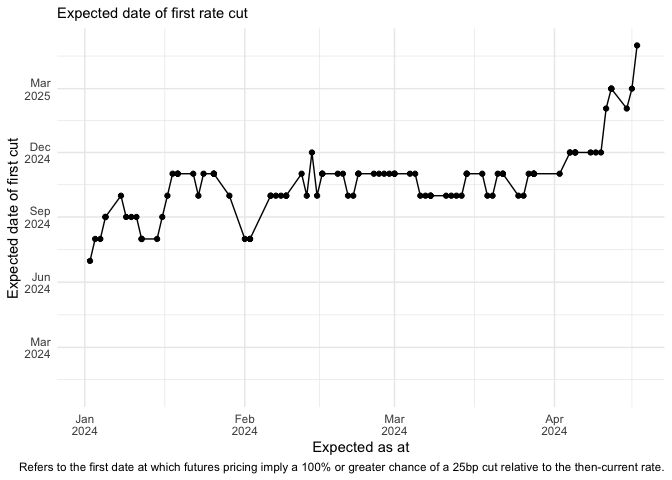 Expected date of first rate cut
Expected date of first cut
Mar
2025
Dec
2024
Sep
2024
Jun
2024
Mar
2024
Jan
2024
Feb
2024
Mar
2024
Apr
2024
Expected as at
Refers to the first date at which futures pricing imply a 100% or greater chance of a 25bp cut relative to the then-current rate.